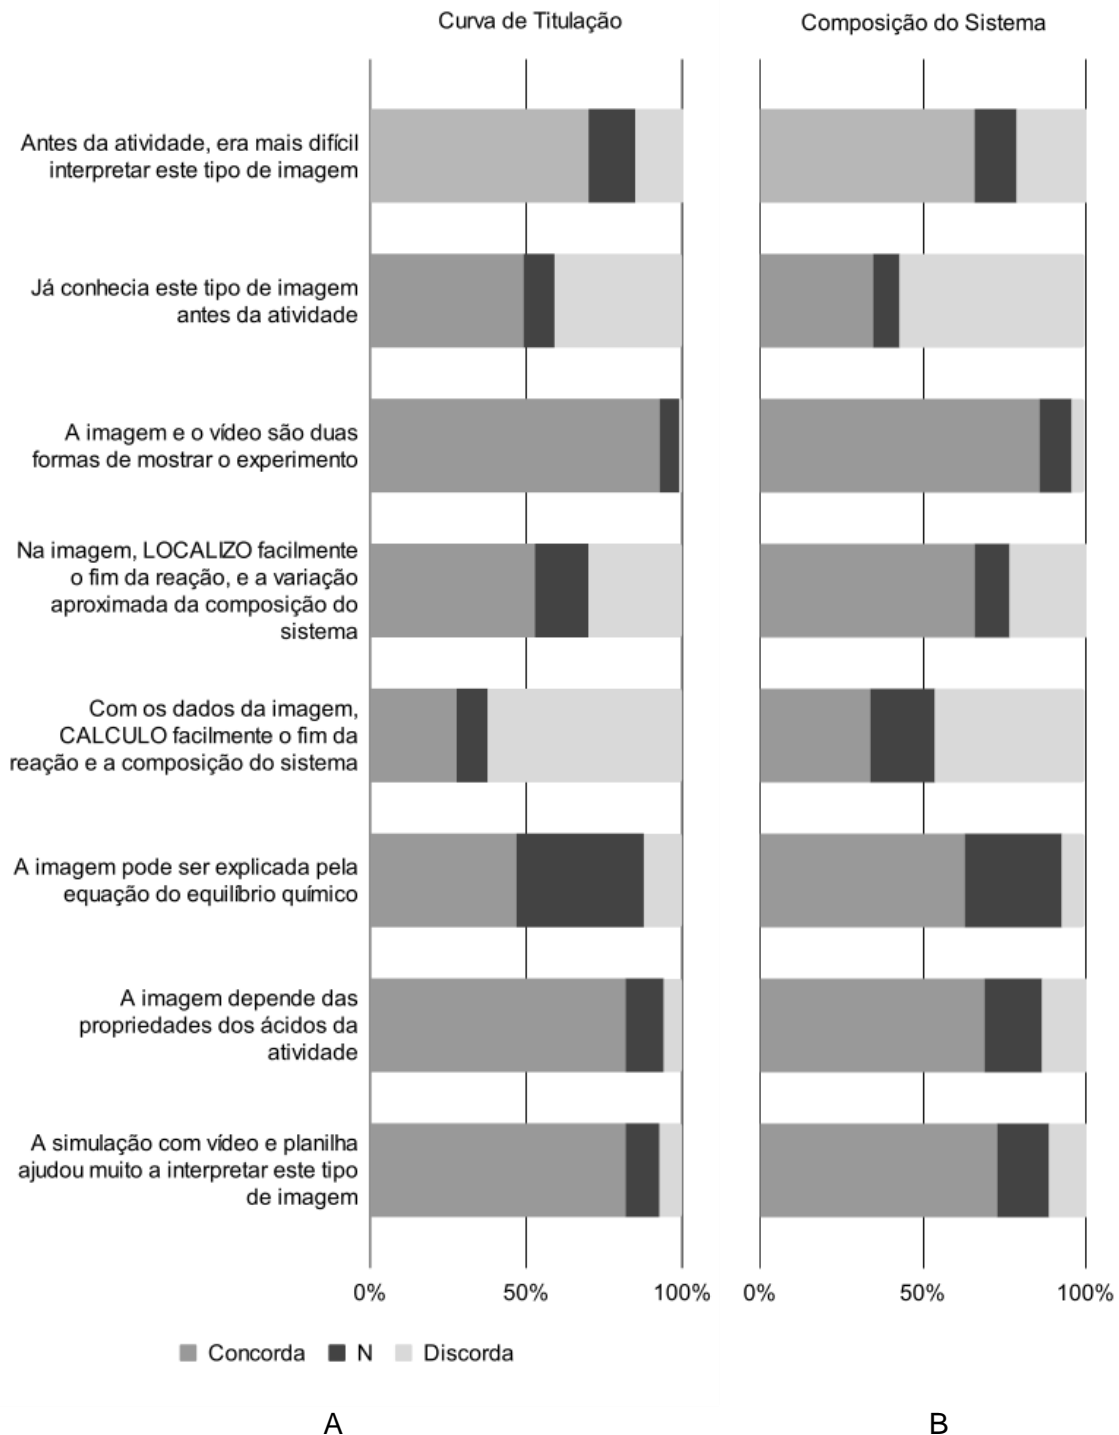 Curva de Titulação
Composição do Sistema
Antes da atividade, era mais difícil
interpretar este tipo de imagem
Já conhecia este tipo de imagem
antes da atividade
A imagem e o vídeo são duas
formas de mostrar o experimento
Na imagem, LOCALIZO facilmente
o fim da reação, e a variação
aproximada da composição do
sistema
Com os dados da imagem,
CALCULO facilmente o fim da
reação e a composição do sistema
A imagem pode ser explicada pela
equação do equilíbrio químico
A imagem depende das
propriedades dos ácidos da
atividade
A simulação com vídeo e planilha
ajudou muito a interpretar este tipo
de imagem
0% 50% 100%
0% 50% 100%
Concorda N Discorda
A
B